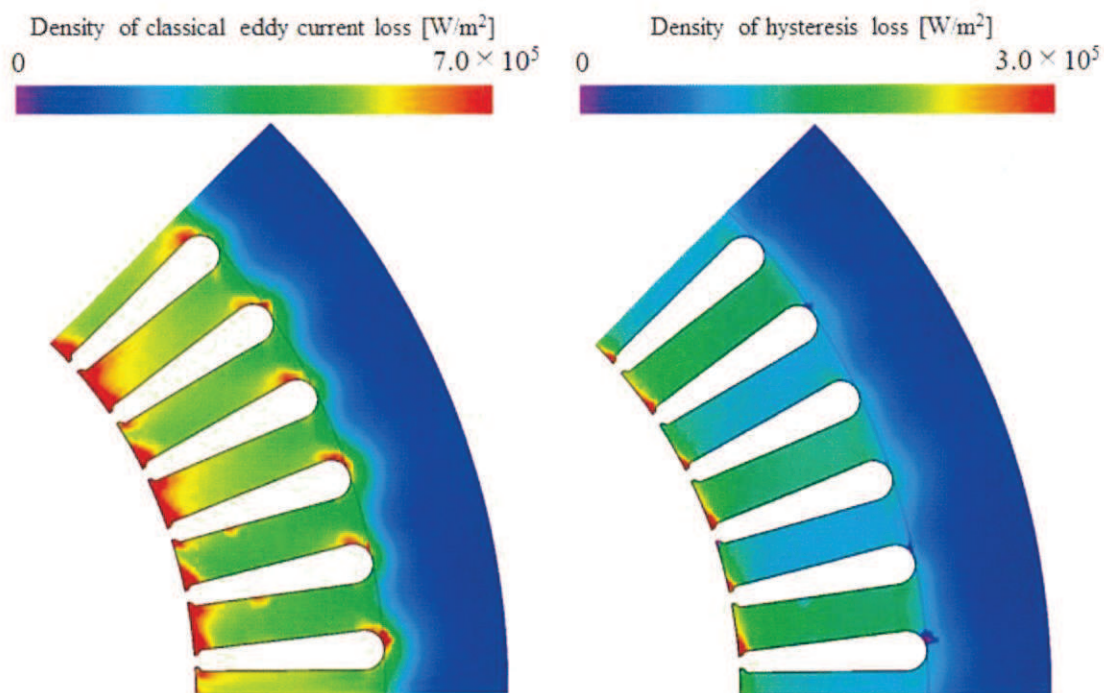 Density of classical eddy current loss [W/m²]
0 7.0 × 10⁵
Density of hysteresis loss [W/m²]
0 3.0 × 10⁵